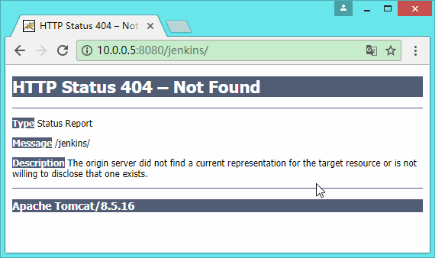 HTTP Status 404 – Not
10.0.0.5:8080/jenkins/
HTTP Status 404 – Not Found
Type Status Report
Message /jenkins/
Description The origin server did not find a current representation for the target resource or is not
willing to disclose that one exists.
Apache Tomcat/8.5.16